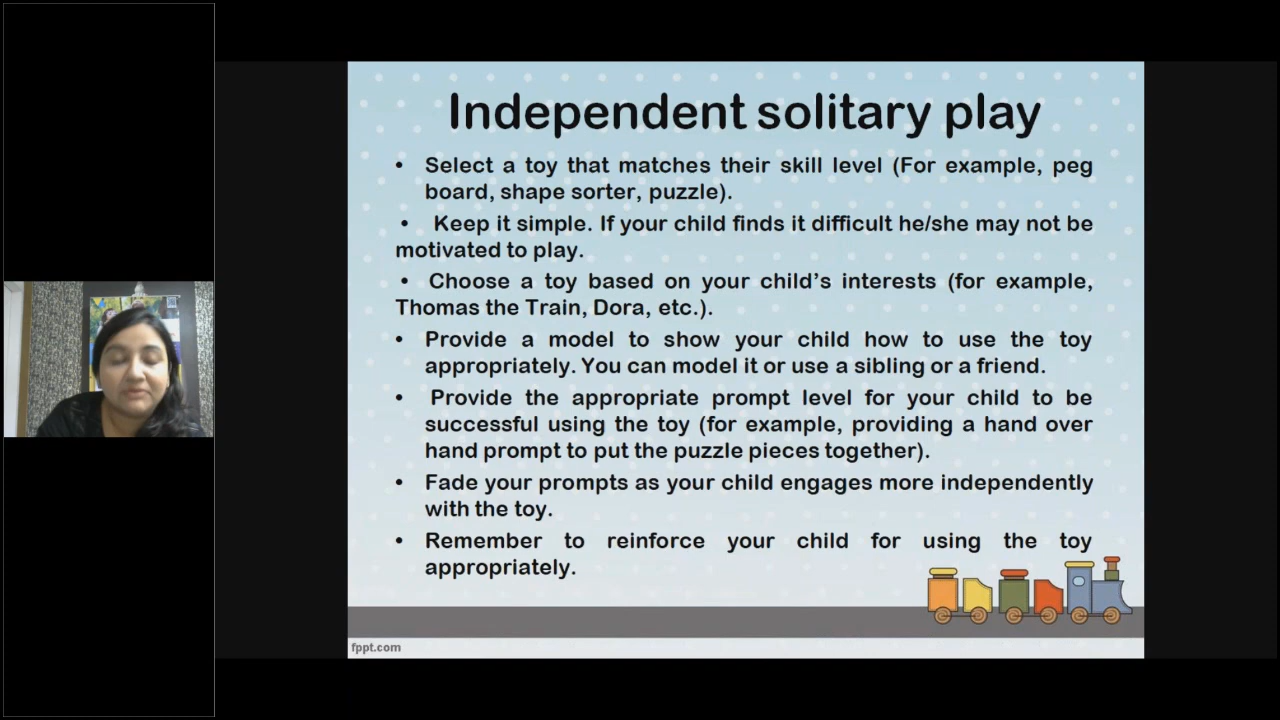 Independent solitary play
• Select a toy that matches their skill level (For example, peg
board, shape sorter, puzzle).
• Keep it simple. If your child finds it difficult he/she may not be
motivated to play.
• Choose a toy based on your child’s interests (for example,
Thomas the Train, Dora, etc.).
• Provide a model to show your child how to use the toy
appropriately. You can model it or use a sibling or a friend.
• Provide the appropriate prompt level for your child to be
successful using the toy (for example, providing a hand over
hand prompt to put the puzzle pieces together).
• Fade your prompts as your child engages more independently
with the toy.
• Remember to reinforce your child for using the toy
appropriately.
fppt.com